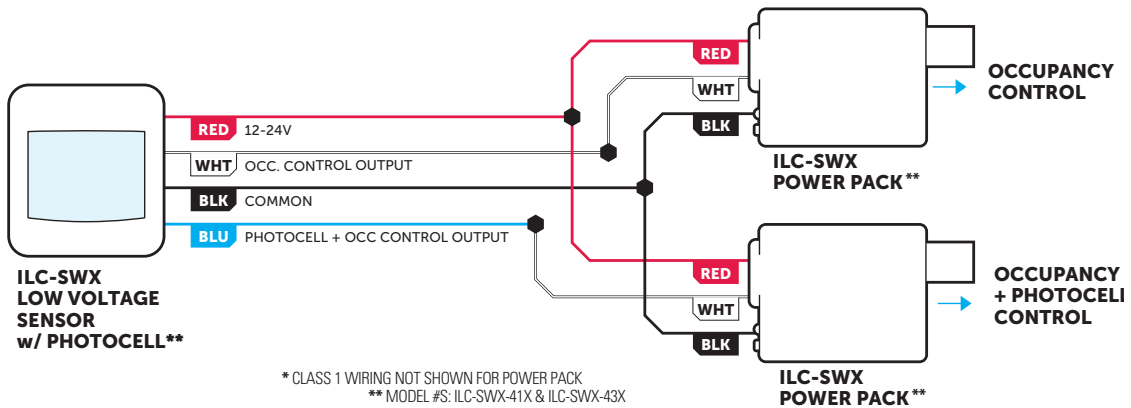 RED
WHT
BLK
OCCUPANCY
CONTROL
ILC-SWX
POWER PACK**
RED 12-24V
WHT OCC. CONTROL OUTPUT
BLK COMMON
BLU PHOTOCELL + OCC CONTROL OUTPUT
ILC-SWX
LOW VOLTAGE
SENSOR
w/ PHOTOCELL**
RED
WHT
BLK
OCCUPANCY
+ PHOTOCELL
CONTROL
ILC-SWX
POWER PACK**
* CLASS 1 WIRING NOT SHOWN FOR POWER PACK
** MODEL #S: ILC-SWX-41X & ILC-SWX-43X